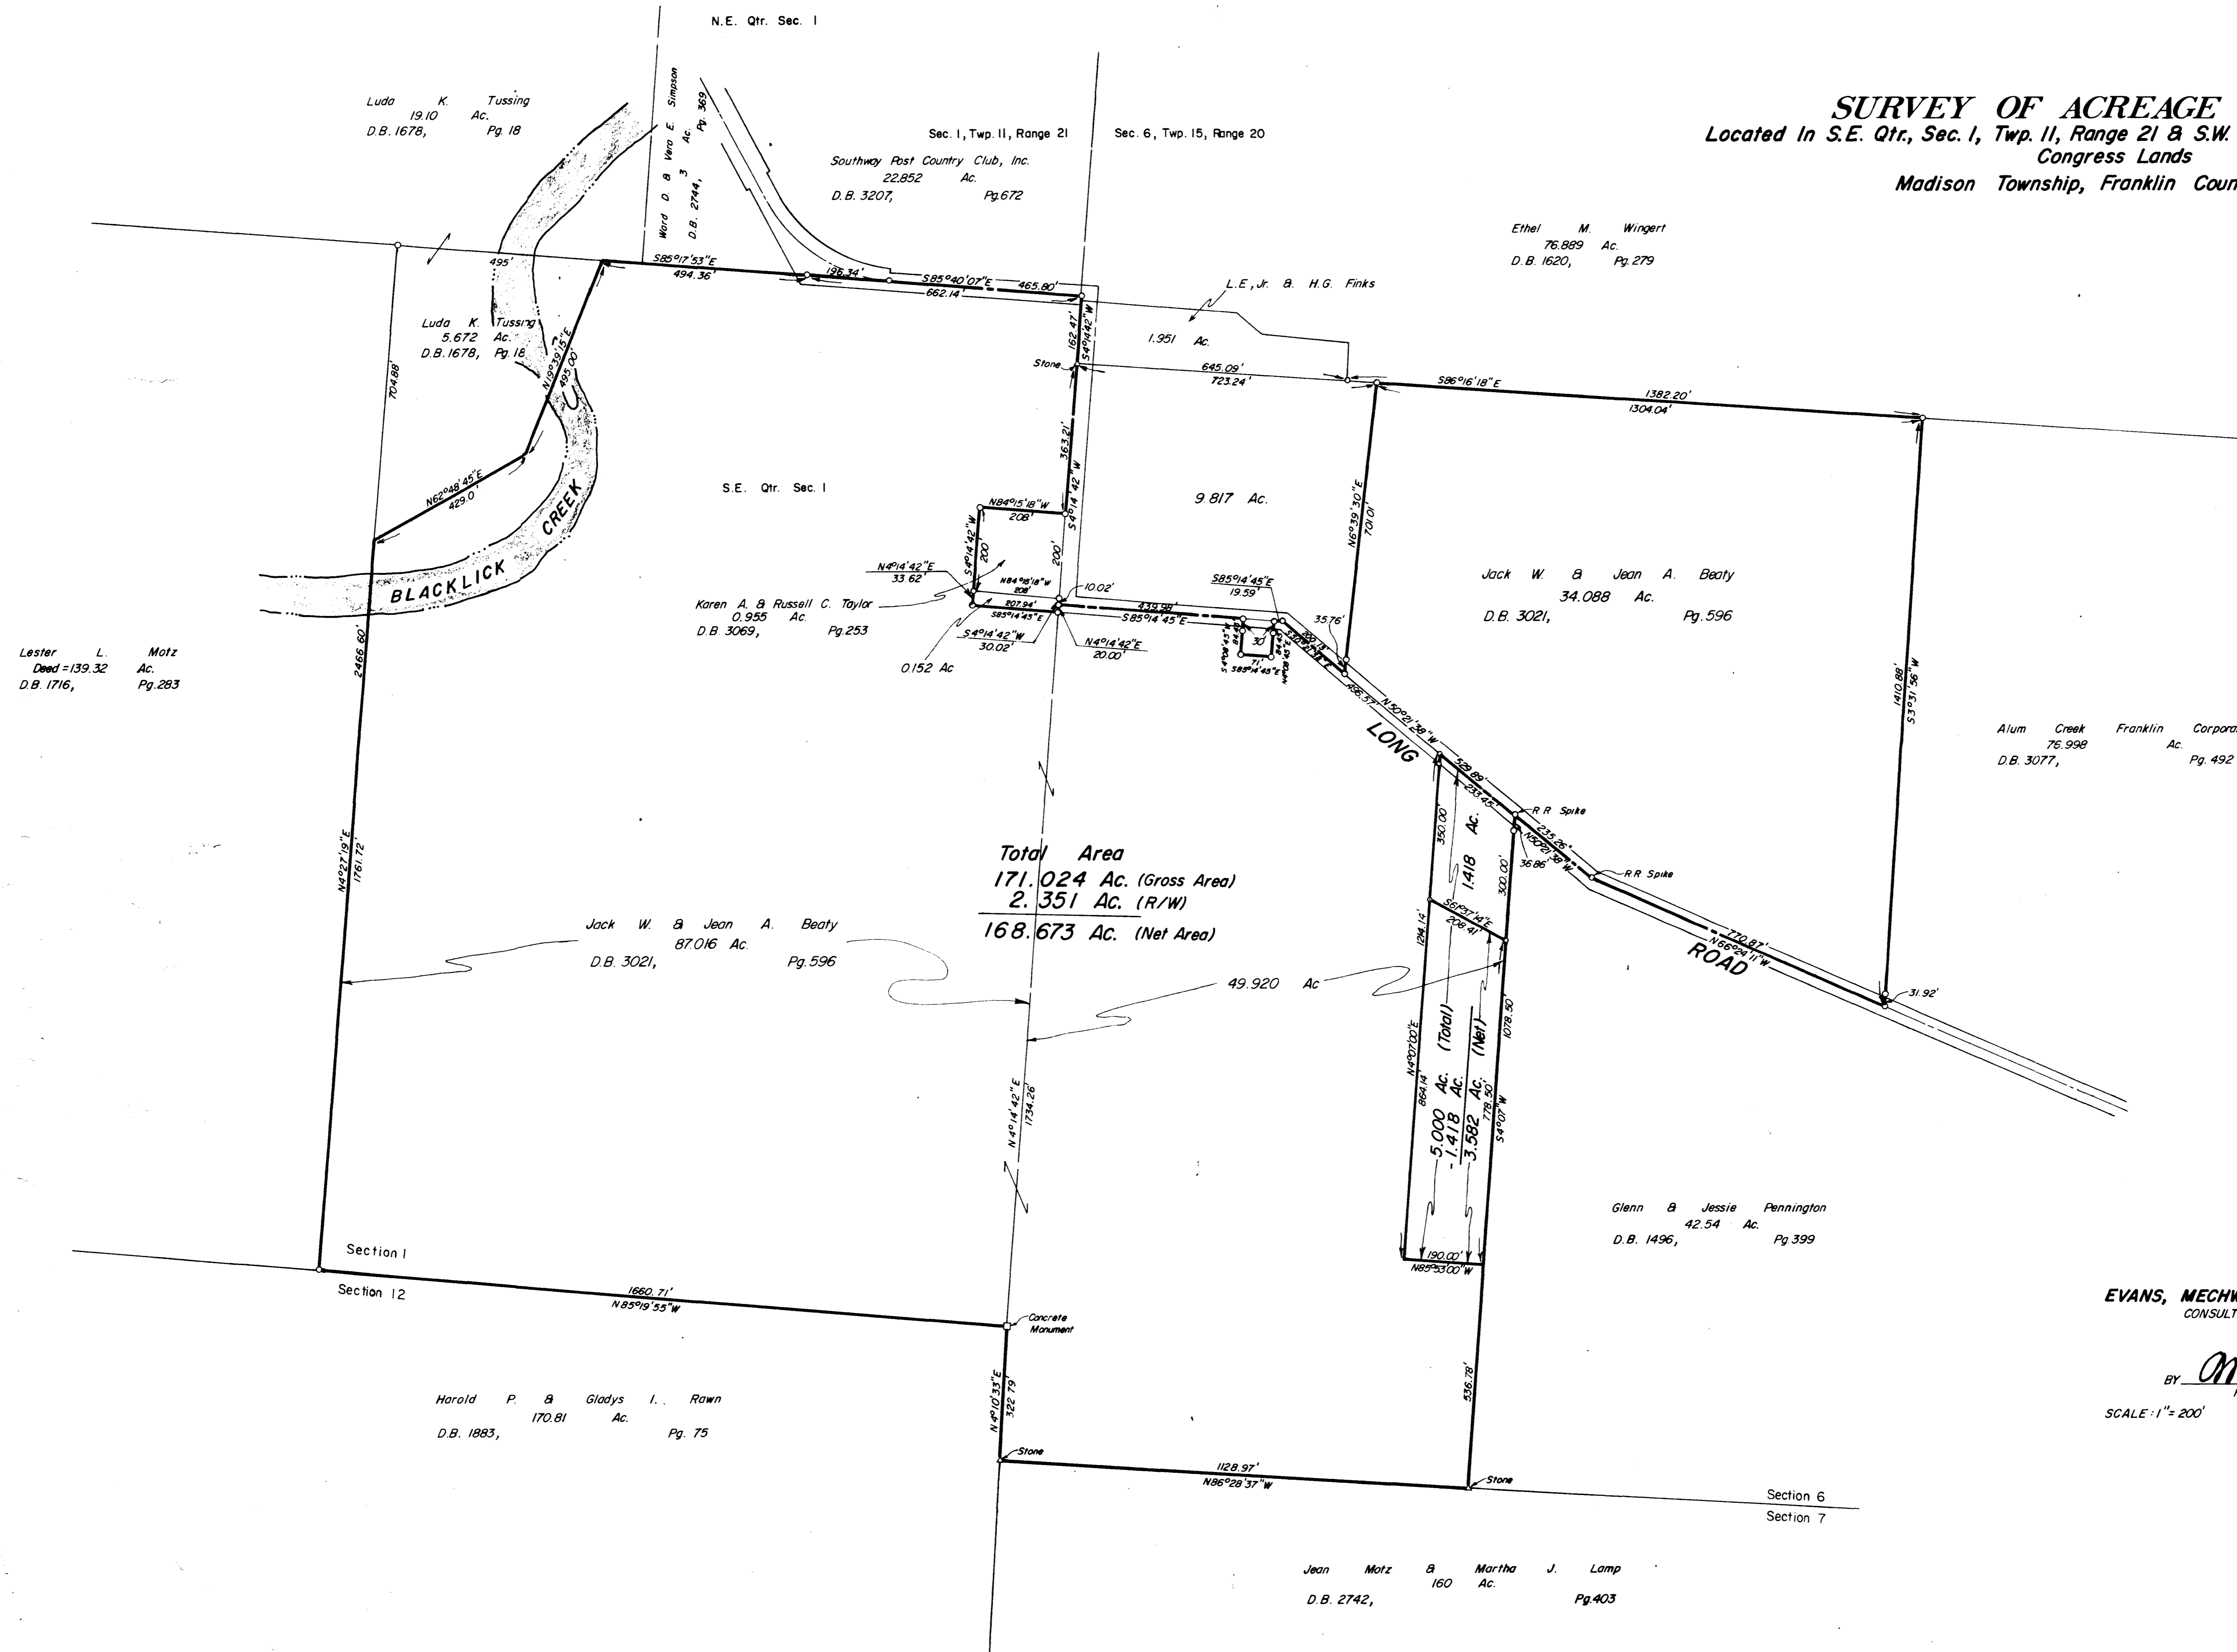 N.E. Qtr. Sec. 1
SURVEY OF ACREAGE
Located In S.E. Qtr., Sec. 1, Twp. 11, Range 21 & S.W.
Congress Lands
Madison Township, Franklin Coun
Luda K. Tussing
19.10 Ac.
D.B. 1678, Pg. 18
Ward D. & Vera E. Simpson
3 Ac.
D.B. 2744, Pg. 369
Sec. 1, Twp. 11, Range 21
Sec. 6, Twp. 15, Range 20
Southway Post Country Club, Inc.
22.852 Ac.
D.B. 3207, Pg.672
Ethel M. Wingert
76.889 Ac.
D.B. 1620, Pg. 279
L.E., Jr. & H.G. Finks
1.951 Ac.
495'
S85°17'53"E
494.36'
196.34'
S85°40'07"E
465.80'
662.14'
Luda K. Tussing
5.672 Ac.
D.B. 1678, Pg. 18
704.88'
N19°39'15"E
495.00'
N62°48'45"E
429.0'
BLACKLICK CREEK
162.47'
S4°14'42"W
Stone
645.09'
723.24'
S86°16'18"E
1382.20'
1304.04'
363.21'
S4°14'42"W
S.E. Qtr. Sec. 1
9.817 Ac.
N6°39'30"E
701.01'
N84°15'18"W
208'
S4°14'42"W
200'
200'
N4°14'42"E
33.62'
N84°15'18"W
208'
10.02'
207.94'
S85°14'45"E
439.98'
S85°14'45"E
S85°14'45"E
19.59'
35.76'
Karen A. & Russell C. Taylor
0.955 Ac.
D.B. 3069, Pg.253
S4°14'42"W
30.02'
N4°14'42"E
20.00'
0.152 Ac
S4°08'45"W
84.45'
30'
84.45'
N4°08'45"E
71'
S85°14'45"E
200.13'
496.57'
N50°21'38"W
Jack W. & Jean A. Beaty
34.088 Ac.
D.B. 3021, Pg. 596
1410.88'
S3°31'56"W
Lester L. Motz
Deed = 139.32 Ac.
D.B. 1716, Pg.283
2466.60'
LONG
Alum Creek Franklin Corpora
76.998 Ac.
D.B. 3077, Pg. 492
529.89'
233.45'
R R Spike
235.26'
N50°21'38"W
36.86'
R.R Spike
350.00'
1.418 Ac.
300.00'
S61°37'14"E
208.41'
770.87'
N66°24'11"W
ROAD
31.92'
N4°27'19"E
1761.72'
Total Area
171.024 Ac. (Gross Area)
2.351 Ac. (R/W)
168.673 Ac. (Net Area)
Jack W. & Jean A. Beaty
87.016 Ac.
D.B. 3021, Pg. 596
49.920 Ac
1214.14'
N4°07'00"E
864.14'
5.000 Ac. (Total)
-1.418 Ac.
3.582 Ac. (Net)
1078.50'
778.50'
S4°07'W
N4°14'42"E
1734.26'
Glenn & Jessie Pennington
42.54 Ac.
D.B. 1496, Pg.399
190.00'
N85°53'00"W
Section 1
Section 12
1660.71'
N85°19'55"W
Concrete
Monument
EVANS, MECHW
CONSULT
BY
SCALE : 1" = 200'
Harold P. & Gladys I. Rawn
170.81 Ac.
D.B. 1883, Pg. 75
N4°10'33"E
322.79'
536.78'
Stone
1128.97'
N86°28'37"W
Stone
Section 6
Section 7
Jean Motz & Martha J. Lamp
160 Ac.
D.B. 2742, Pg.403